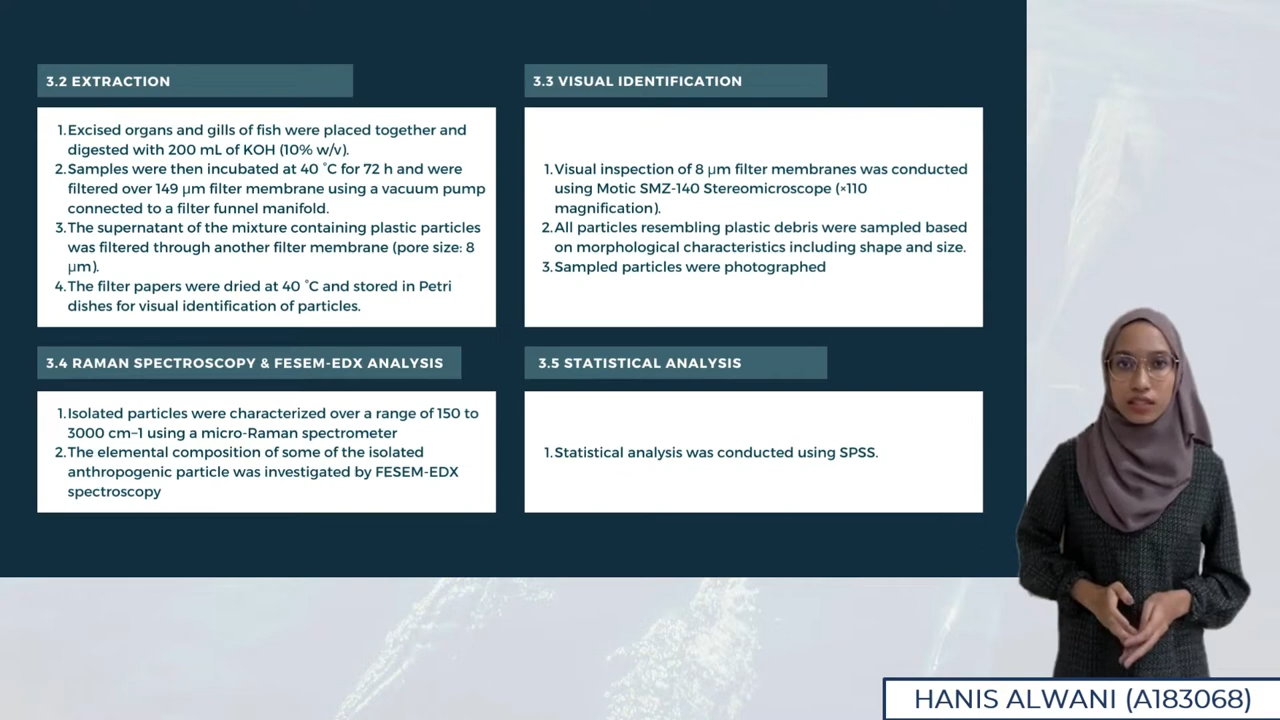 3.2 EXTRACTION
1. Excised organs and gills of fish were placed together and
digested with 200 mL of KOH (10% w/v).
2. Samples were then incubated at 40 °C for 72 h and were
filtered over 149 μm filter membrane using a vacuum pump
connected to a filter funnel manifold.
3. The supernatant of the mixture containing plastic particles
was filtered through another filter membrane (pore size: 8
μm).
4. The filter papers were dried at 40 °C and stored in Petri
dishes for visual identification of particles.
3.3 VISUAL IDENTIFICATION
1. Visual inspection of 8 μm filter membranes was conducted
using Motic SMZ-140 Stereomicroscope (×110
magnification).
2. All particles resembling plastic debris were sampled based
on morphological characteristics including shape and size.
3. Sampled particles were photographed
3.4 RAMAN SPECTROSCOPY & FESEM-EDX ANALYSIS
1. Isolated particles were characterized over a range of 150 to
3000 cm−1 using a micro-Raman spectrometer
2. The elemental composition of some of the isolated
anthropogenic particle was investigated by FESEM-EDX
spectroscopy
3.5 STATISTICAL ANALYSIS
1. Statistical analysis was conducted using SPSS.
HANIS ALWANI (A183068)